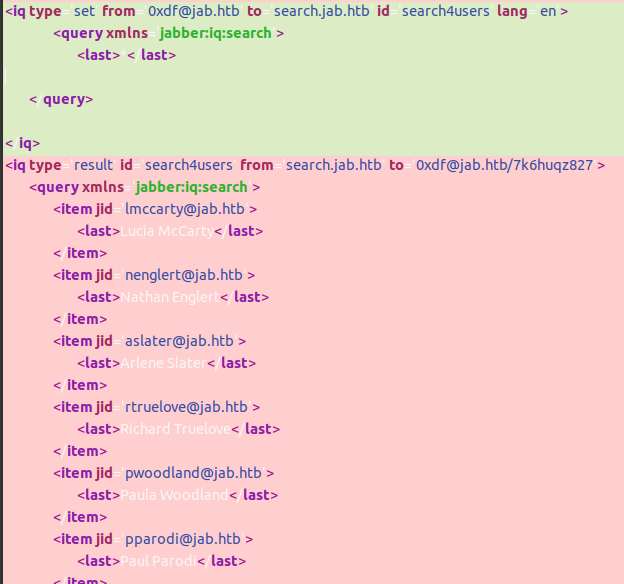 <iq type='set' from='0xdf@jab.htb' to='search.jab.htb' id='search4users' lang='en'>
<query xmlns='jabber:iq:search'>
<last>*</last>
</query>
</iq>
<iq type='result' id='search4users' from='search.jab.htb' to='0xdf@jab.htb/7k6huqz827'>
<query xmlns='jabber:iq:search'>
<item jid='lmccarty@jab.htb'>
<last>Lucia McCarty</last>
</item>
<item jid='nenglert@jab.htb'>
<last>Nathan Englert</last>
</item>
<item jid='aslater@jab.htb'>
<last>Arlene Slater</last>
</item>
<item jid='rtruelove@jab.htb'>
<last>Richard Truelove</last>
</item>
<item jid='pwoodland@jab.htb'>
<last>Paula Woodland</last>
</item>
<item jid='pparodi@jab.htb'>
<last>Paul Parodi</last>
</item>